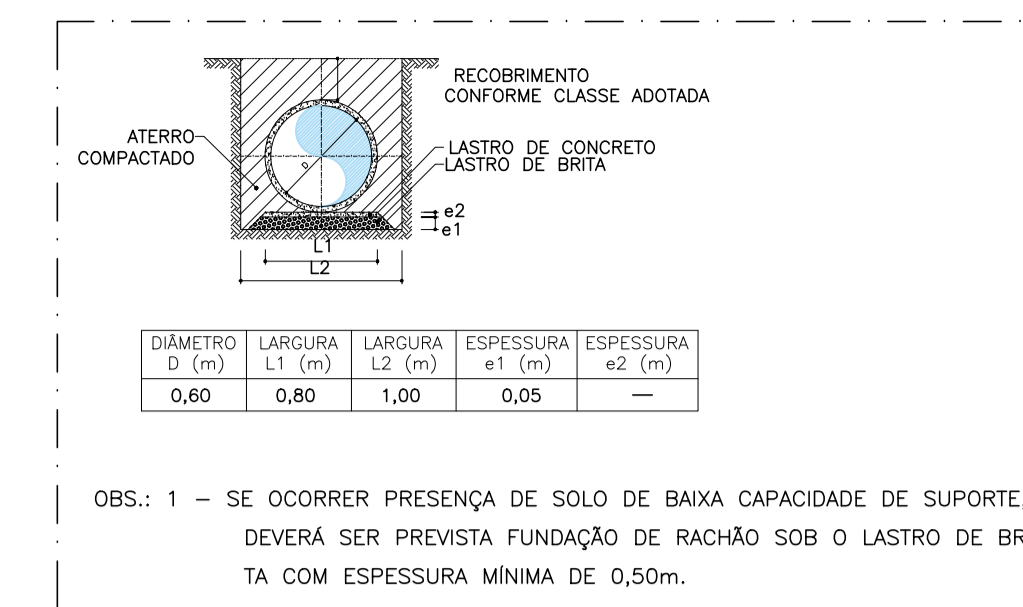 RECOBRIMENTO
CONFORME CLASSE ADOTADA
ATERRO
COMPACTADO
LASTRO DE CONCRETO
LASTRO DE BRITA
D
e2
e1
L1
L2
DIÂMETRO D (m) LARGURA L1 (m) LARGURA L2 (m) ESPESSURA e1 (m) ESPESSURA e2 (m)
0,60 0,80 1,00 0,05 —
OBS.: 1 – SE OCORRER PRESENÇA DE SOLO DE BAIXA CAPACIDADE DE SUPORTE,
DEVERÁ SER PREVISTA FUNDAÇÃO DE RACHÃO SOB O LASTRO DE BRI
TA COM ESPESSURA MÍNIMA DE 0,50m.